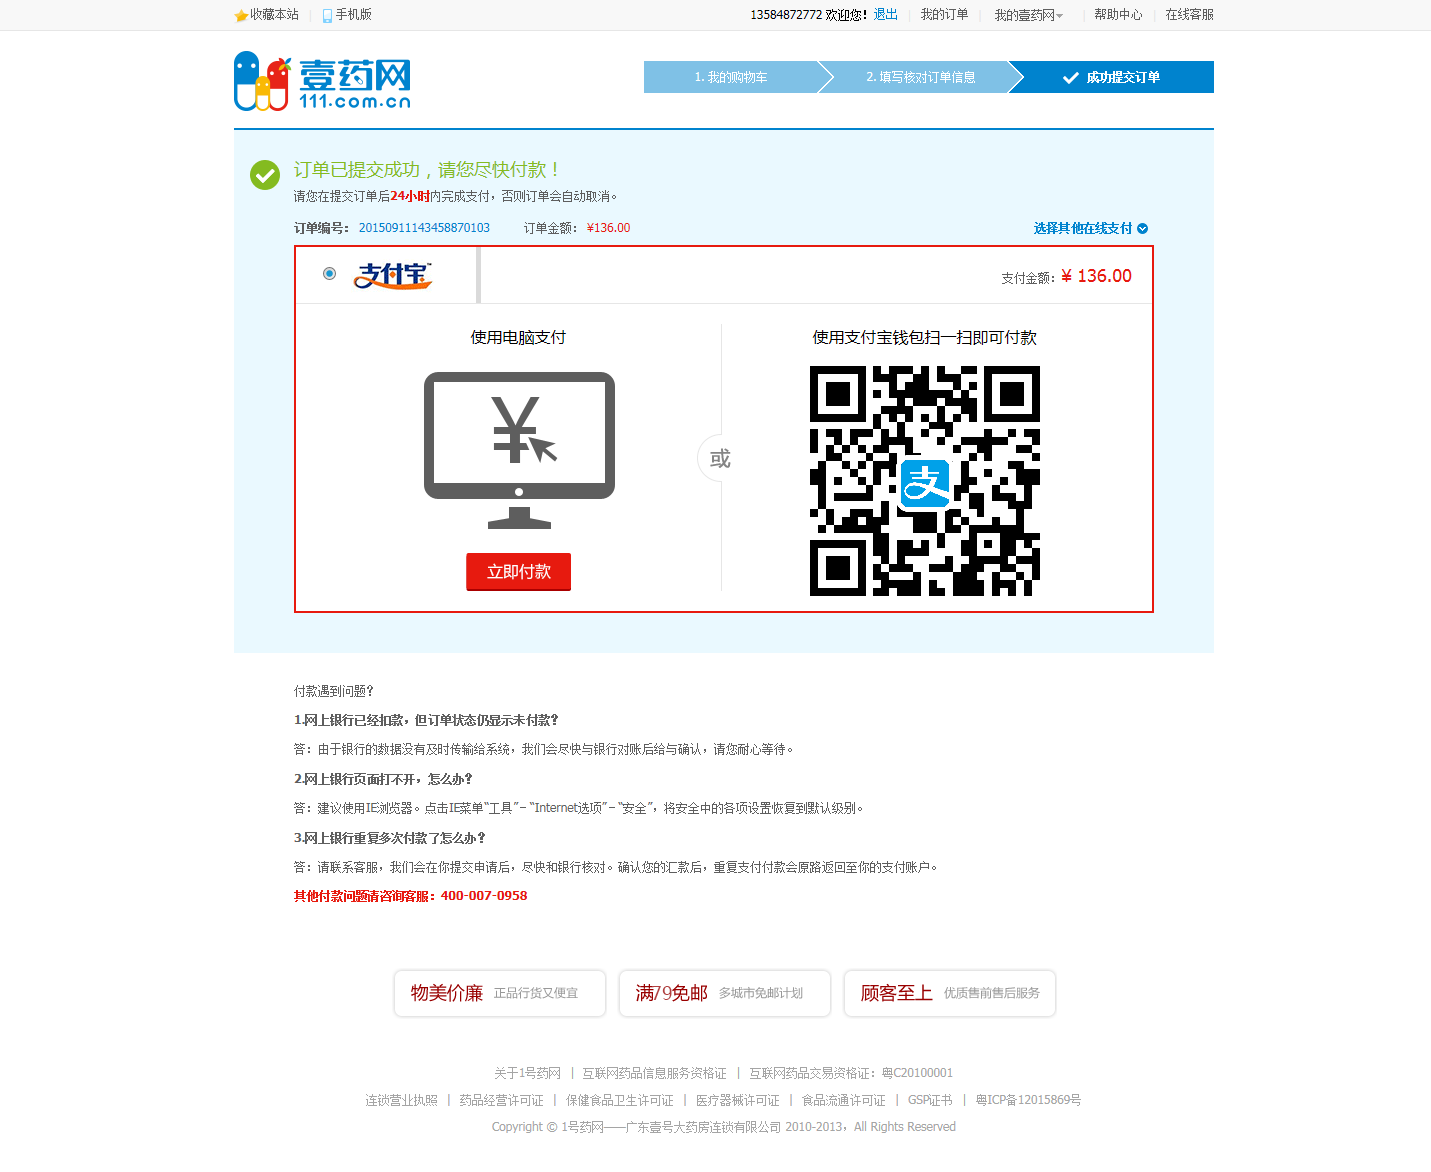 收藏本站 | 手机版 13584872772 欢迎您! 退出 | 我的订单 | 我的壹药网 | 帮助中心 | 在线客服
壹药网
111.com.cn
1. 我的购物车 2. 填写核对订单信息 成功提交订单
订单已提交成功，请您尽快付款！
请您在提交订单后24小时内完成支付，否则订单会自动取消。
订单编号： 20150911143458870103 订单金额： ¥136.00 选择其他在线支付
支付宝 支付金额：¥ 136.00
使用电脑支付 使用支付宝钱包扫一扫即可付款
¥
支
或
立即付款
付款遇到问题?
1.网上银行已经扣款，但订单状态仍显示未付款?
答：由于银行的数据没有及时传输给系统，我们会尽快与银行对账后给与确认，请您耐心等待。
2.网上银行页面打不开，怎么办?
答：建议使用IE浏览器。点击IE菜单“工具”–“Internet选项”–“安全”，将安全中的各项设置恢复到默认级别。
3.网上银行重复多次付款了怎么办?
答：请联系客服，我们会在你提交申请后，尽快和银行核对。确认您的汇款后，重复支付付款会原路返回至你的支付账户。
其他付款问题请咨询客服：400-007-0958
物美价廉 正品行货又便宜 满79免邮 多城市免邮计划 顾客至上 优质售前售后服务
关于1号药网 | 互联网药品信息服务资格证 | 互联网药品交易资格证：粤C20100001
连锁营业执照 | 药品经营许可证 | 保健食品卫生许可证 | 医疗器械许可证 | 食品流通许可证 | GSP证书 | 粤ICP备12015869号
Copyright © 1号药网——广东壹号大药房连锁有限公司 2010-2013，All Rights Reserved